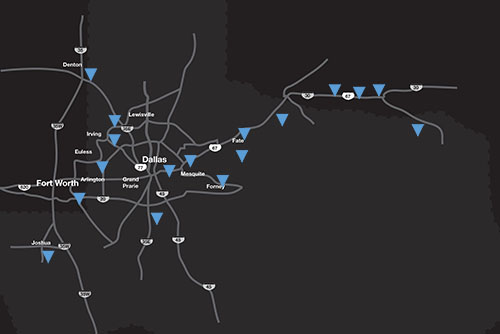 35
Denton
30
67
30
Lewisville
35W
35E
Irving
Fate
67
Euless
Dallas
77
Mesquite
Arlington
Grand
Prarie
Forney
Fort Worth
820
45
30
Joshua
35W
35E
45
35W
45